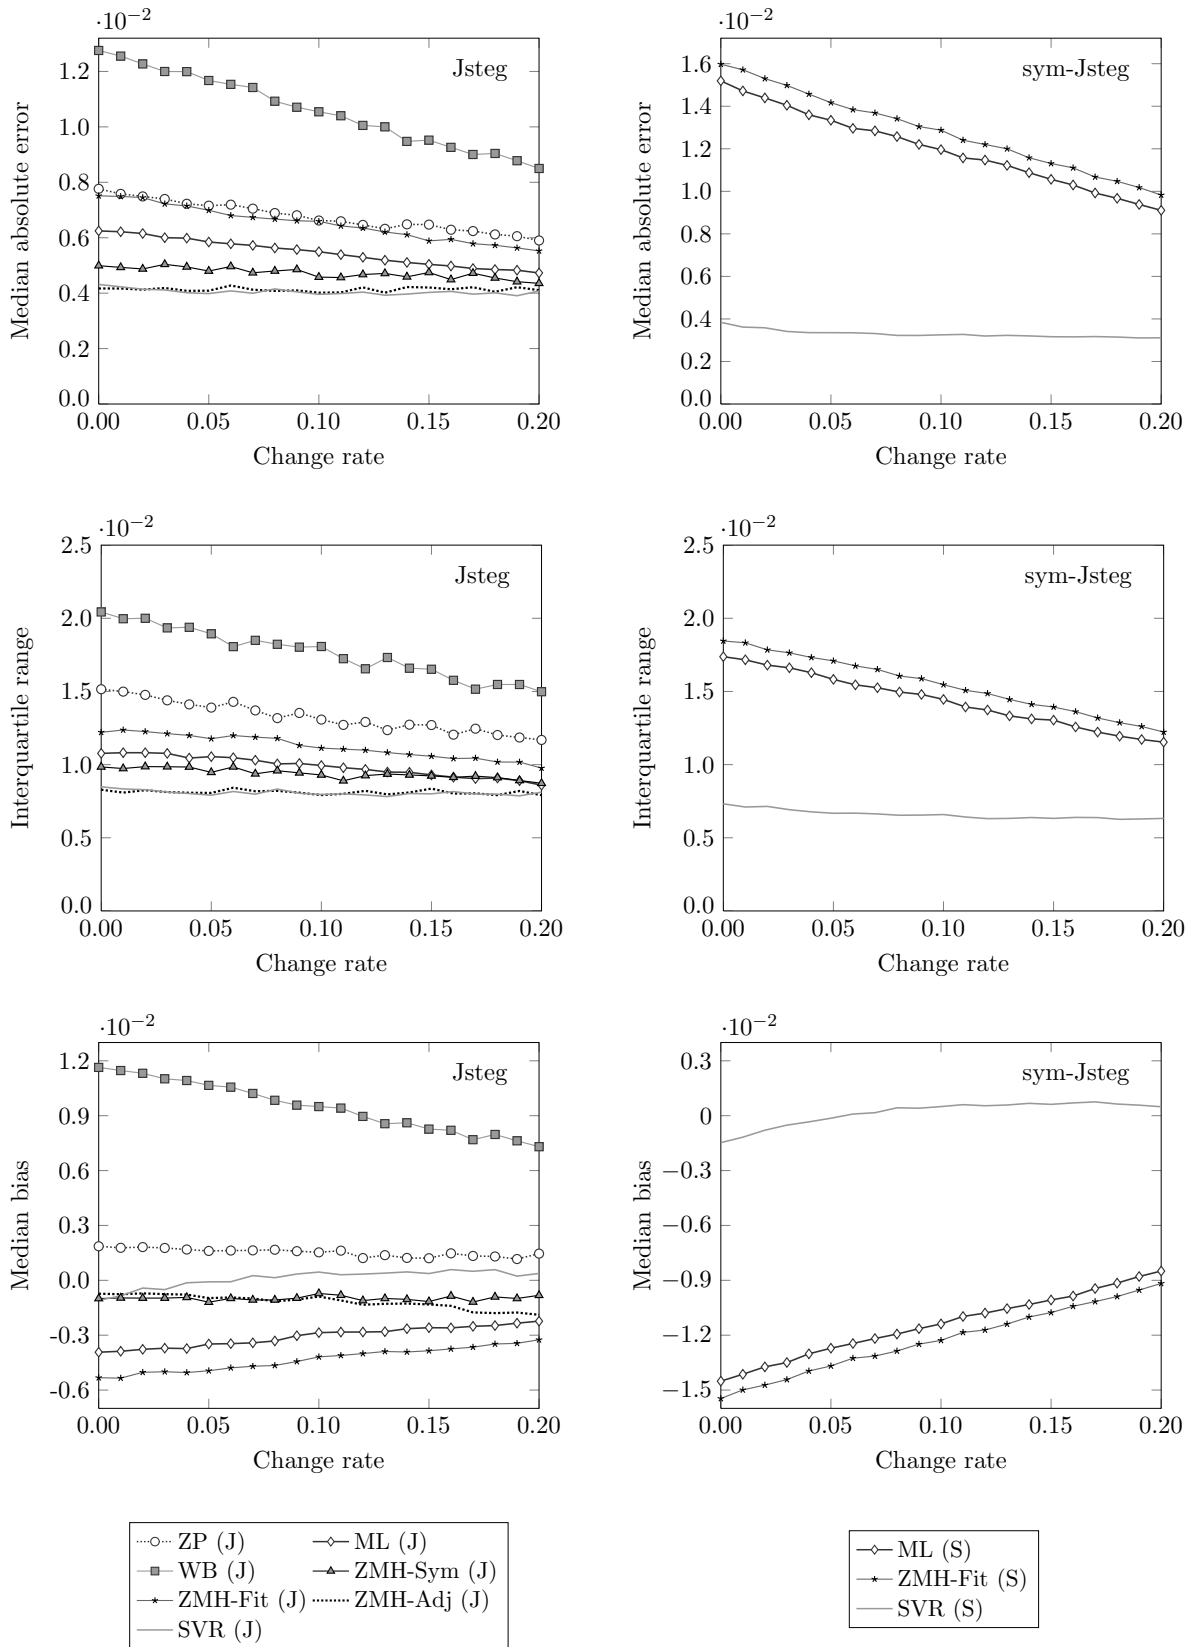 ·10⁻²
Jsteg
Median absolute error
1.2
1.0
0.8
0.6
0.4
0.2
0.0
0.00 0.05 0.10 0.15 0.20
Change rate
·10⁻²
sym-Jsteg
Median absolute error
1.6
1.4
1.2
1.0
0.8
0.6
0.4
0.2
0.0
0.00 0.05 0.10 0.15 0.20
Change rate
·10⁻²
Jsteg
Interquartile range
2.5
2.0
1.5
1.0
0.5
0.0
0.00 0.05 0.10 0.15 0.20
Change rate
·10⁻²
sym-Jsteg
Interquartile range
2.5
2.0
1.5
1.0
0.5
0.0
0.00 0.05 0.10 0.15 0.20
Change rate
·10⁻²
Jsteg
Median bias
1.2
0.9
0.6
0.3
0.0
-0.3
-0.6
0.00 0.05 0.10 0.15 0.20
Change rate
·10⁻²
sym-Jsteg
Median bias
0.3
0
−0.3
−0.6
−0.9
−1.2
−1.5
0.00 0.05 0.10 0.15 0.20
Change rate
ZP (J) ML (J)
WB (J) ZMH-Sym (J)
ZMH-Fit (J) ZMH-Adj (J)
SVR (J)
ML (S)
ZMH-Fit (S)
SVR (S)